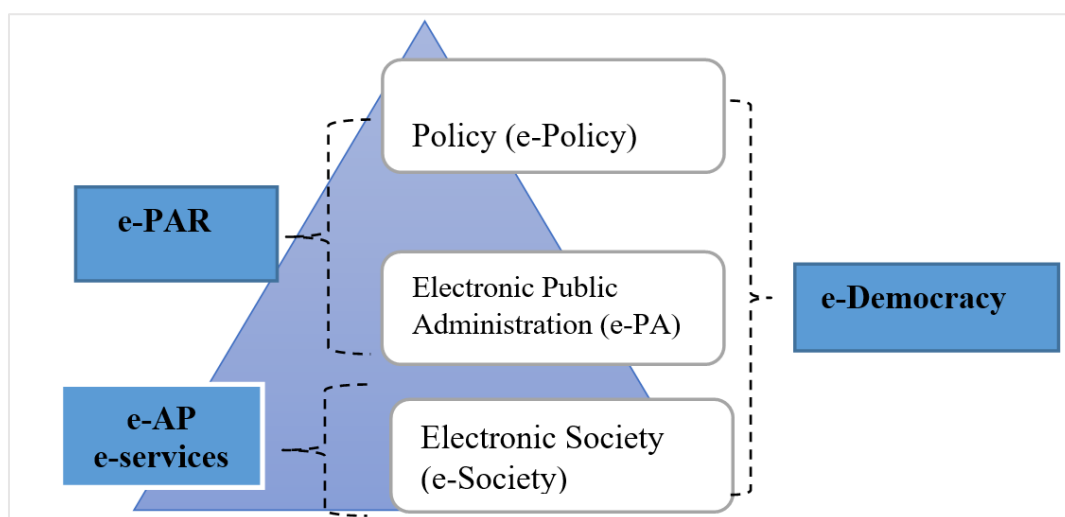 Policy (e-Policy)
e-PAR
Electronic Public
Administration (e-PA)
e-Democracy
e-AP
e-services
Electronic Society
(e-Society)